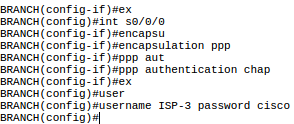 BRANCH(config-if)#ex
BRANCH(config)#int s0/0/0
BRANCH(config-if)#encapsu
BRANCH(config-if)#encapsulation ppp
BRANCH(config-if)#ppp aut
BRANCH(config-if)#ppp authentication chap
BRANCH(config-if)#ex
BRANCH(config)#user
BRANCH(config)#username ISP-3 password cisco
BRANCH(config)#